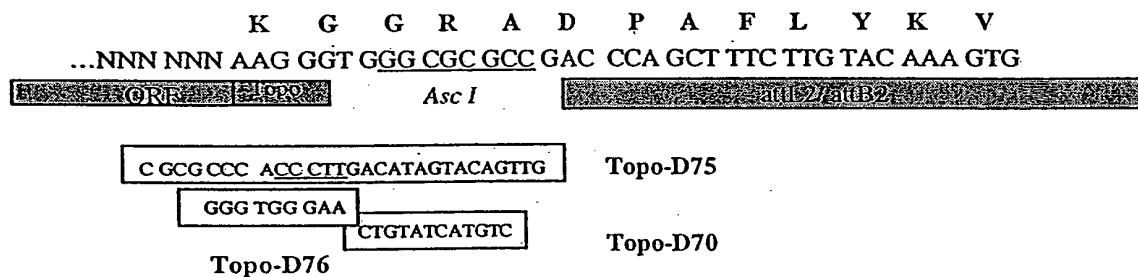 K G G R A D P A F L Y K V
...NNN NNN AAG GGT GGG CGC GCC GAC CCA GCT TTC TTG TAC AAA GTG
ORF Topo Asc I attL2/attB2
C GCG CCC ACC CTTGACATAGTACAGTTG Topo-D75
GGG TGG GAA
CTGTATCATGTC Topo-D70
Topo-D76